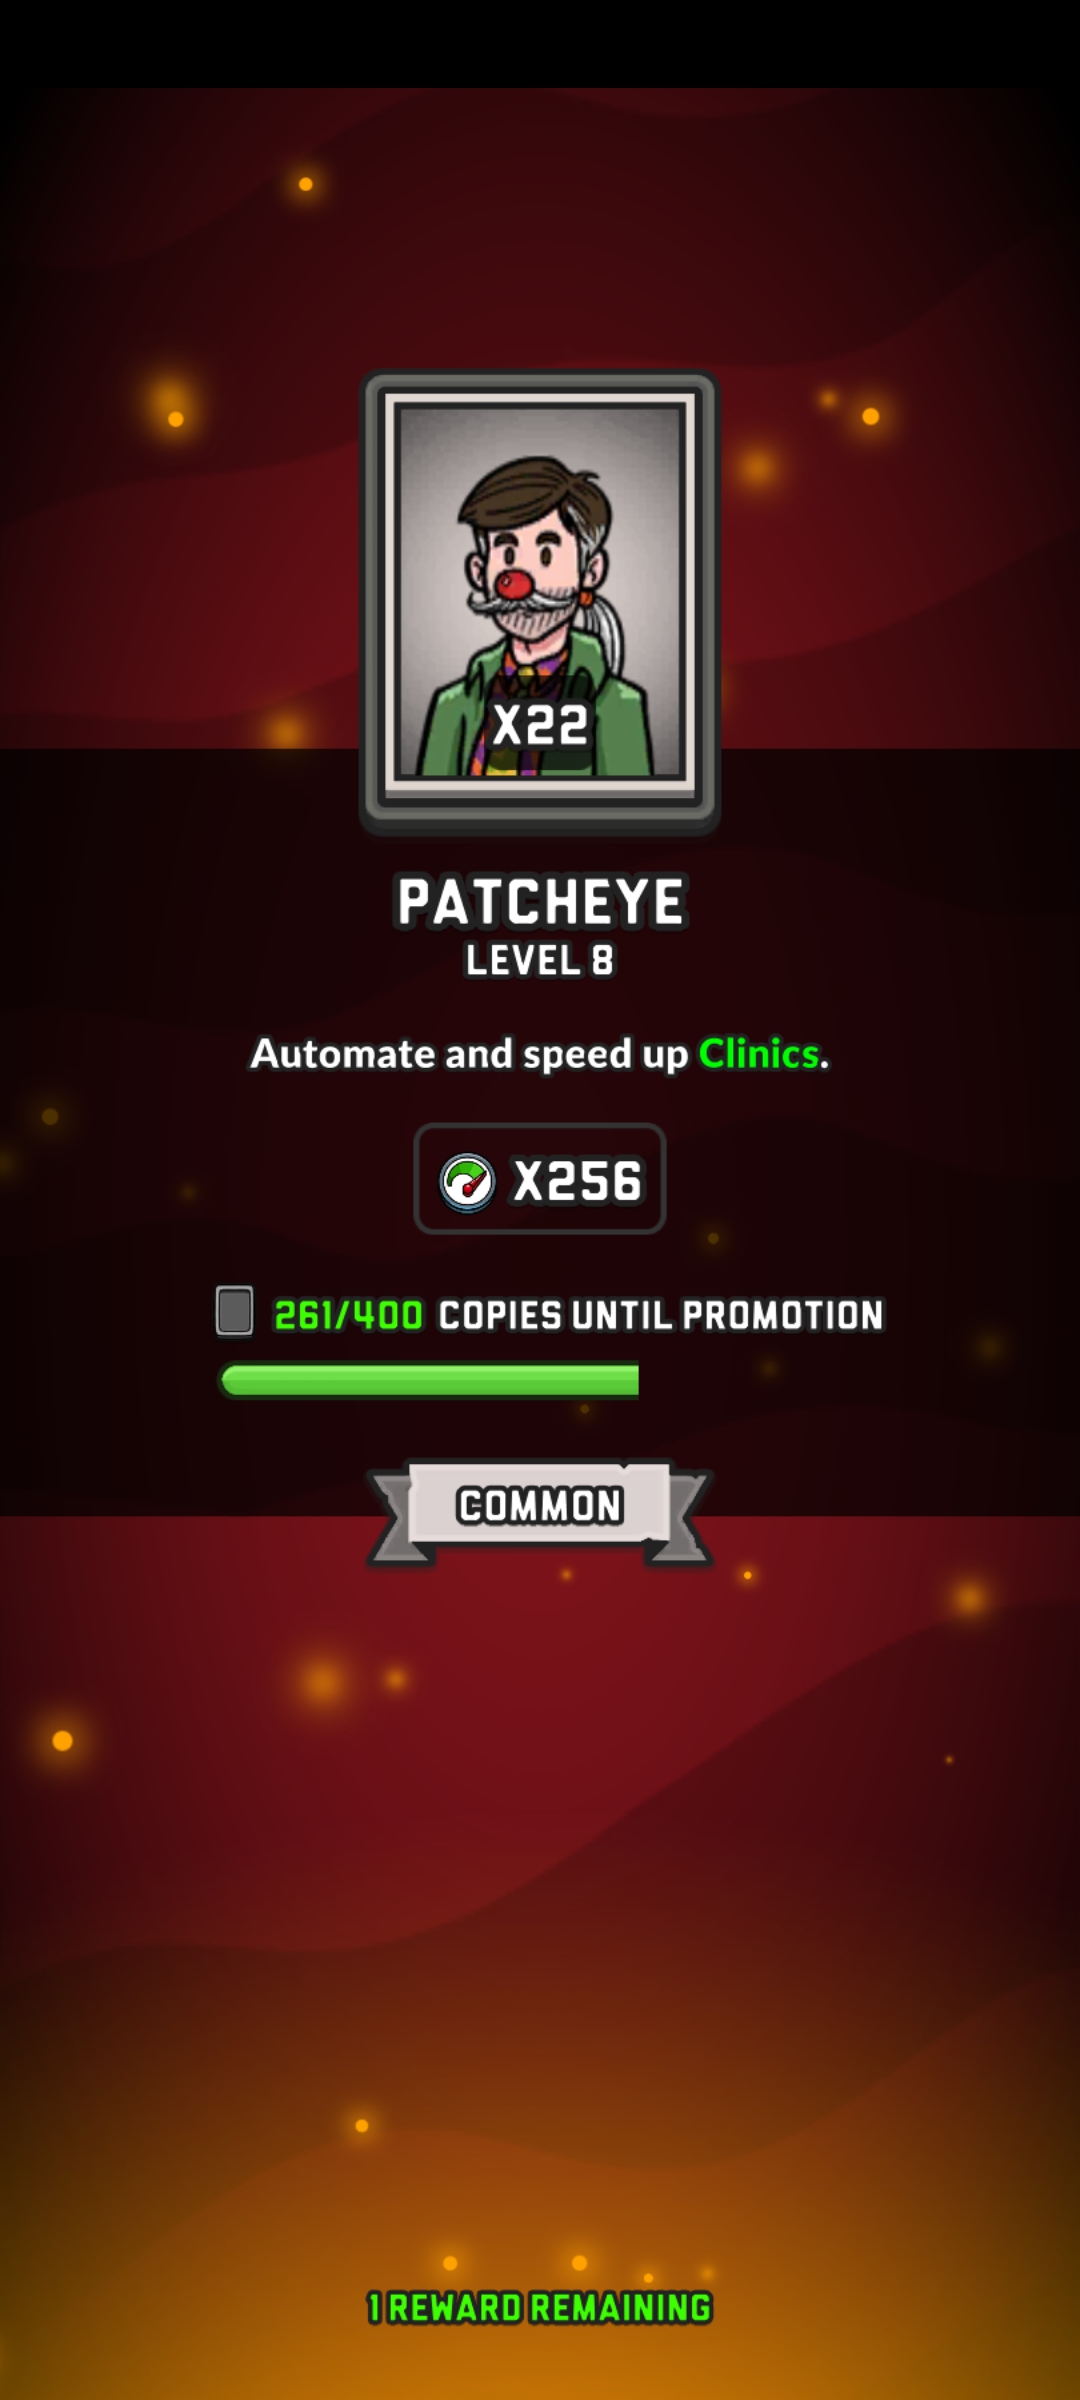 X22
PATCHEYE
LEVEL 8
Automate and speed up Clinics.
X256
261/400 COPIES UNTIL PROMOTION
COMMON
1 REWARD REMAINING